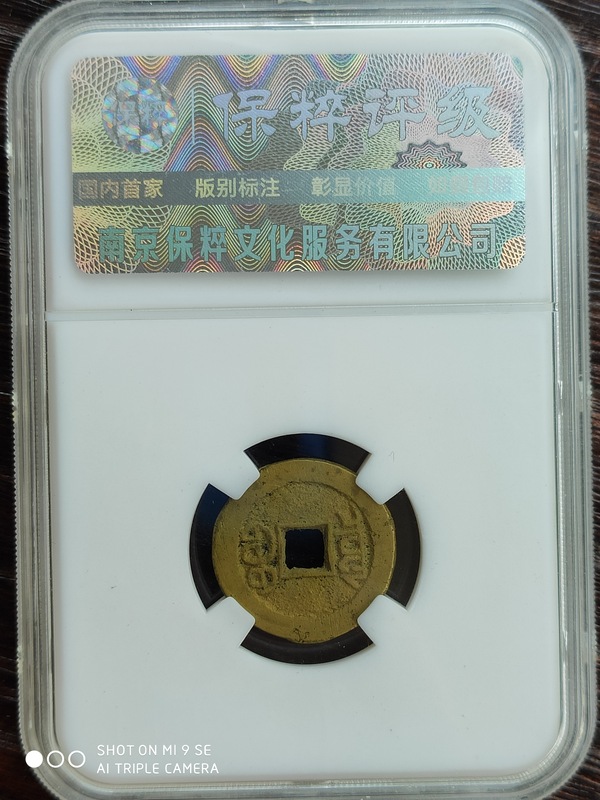 保粹评级
国内首家 版别标注 彰显价值
南京保粹文化服务有限公司
SHOT ON MI 9 SE
AI TRIPLE CAMERA